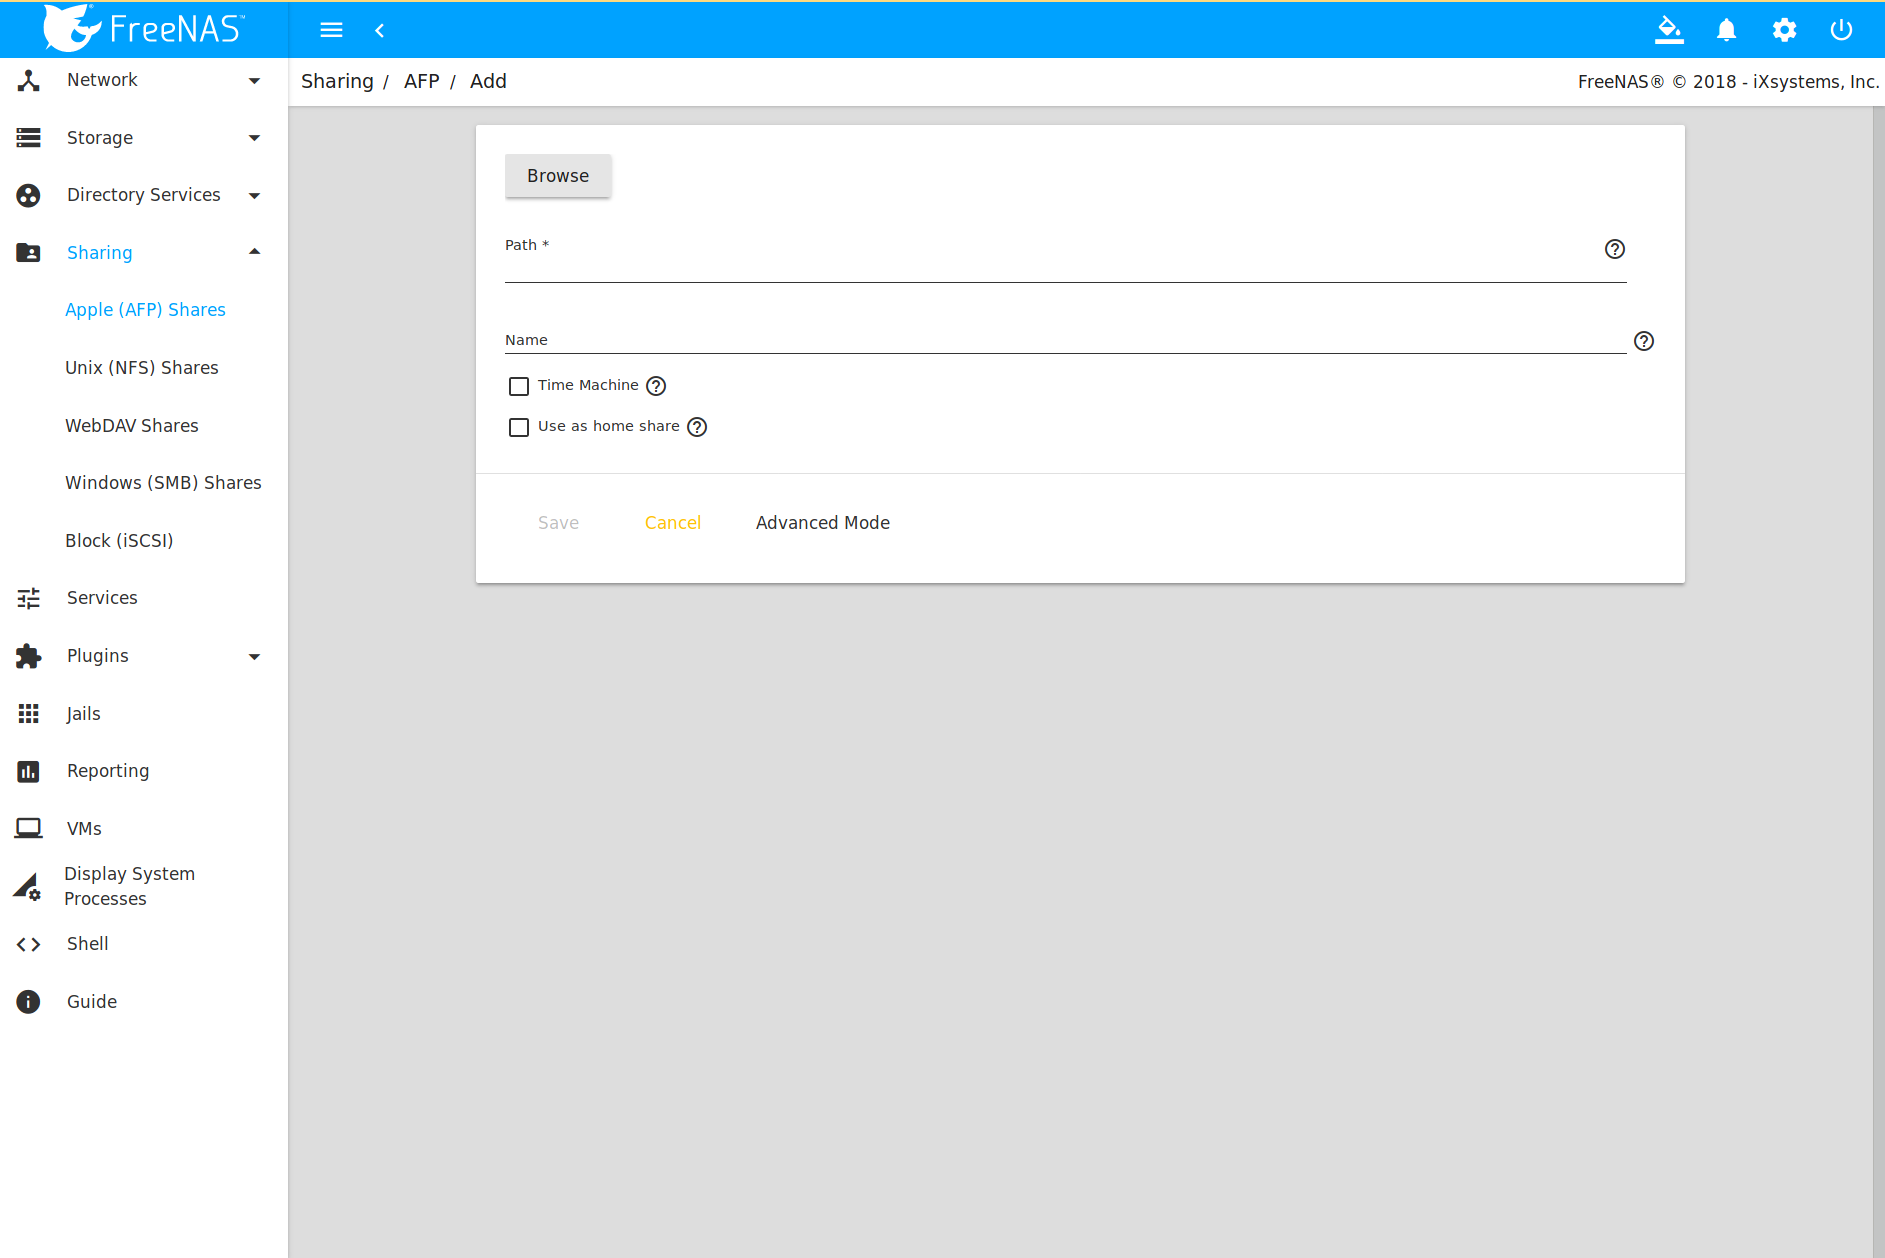 FreeNAS™
Sharing / AFP / Add
FreeNAS® © 2018 - iXsystems, Inc.
Network
Storage
Directory Services
Sharing
Apple (AFP) Shares
Unix (NFS) Shares
WebDAV Shares
Windows (SMB) Shares
Block (iSCSI)
Services
Plugins
Jails
Reporting
VMs
Display System
Processes
Shell
Guide
Browse
Path *
Name
Time Machine
Use as home share
Save Cancel Advanced Mode